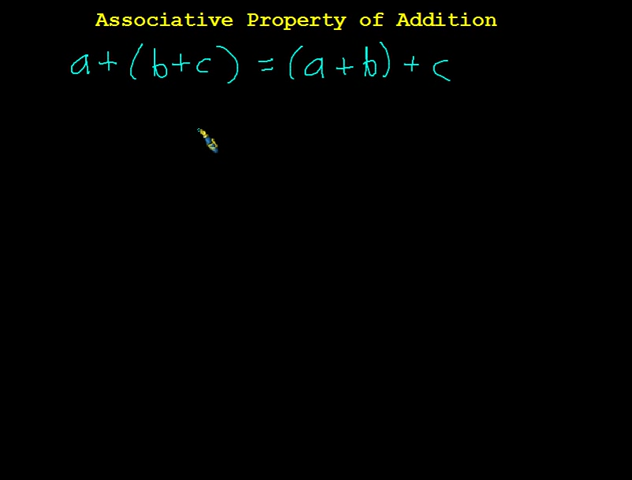 Associative Property of Addition
a+(b+c)=(a+b)+c